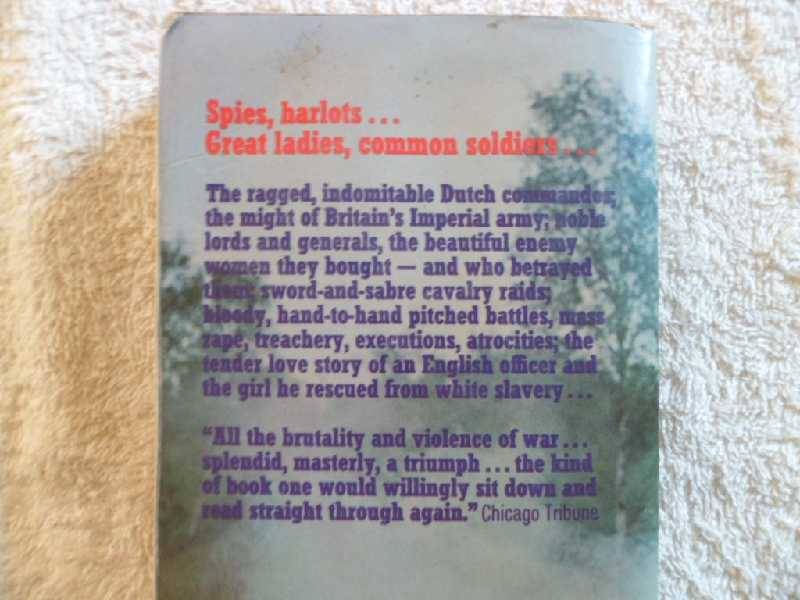 Spies, harlots...
Great ladies, common soldiers...
The ragged, indomitable Dutch commandos,
the might of Britain's Imperial army; noble
lords and generals, the beautiful enemy
women they bought — and who betrayed
them; sword-and-sabre cavalry raids;
bloody, hand-to-hand pitched battles, mass
rape, treachery, executions, atrocities; the
tender love story of an English officer and
the girl he rescued from white slavery...
"All the brutality and violence of war...
splendid, masterly, a triumph...the kind
of book one would willingly sit down and
read straight through again." Chicago Tribune